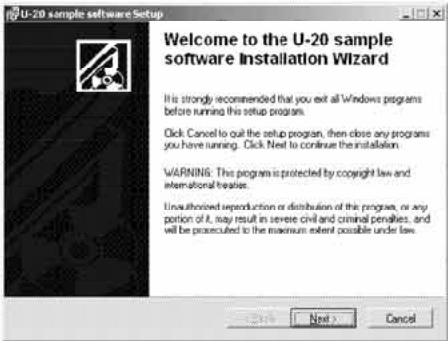 U-20 sample software Setup
Welcome to the U-20 sample
software Installation Wizard
It is strongly recommended that you exit all Windows programs
before running this setup program.
Click Cancel to quit the setup program, then close any programs
you have running. Click Next to continue the installation.
WARNING: This program is protected by copyright law and
international treaties.
Unauthorized reproduction or distribution of this program, or any
portion of it, may result in severe civil and criminal penalties, and
will be prosecuted to the maximum extent possible under law.
< Back Next > Cancel